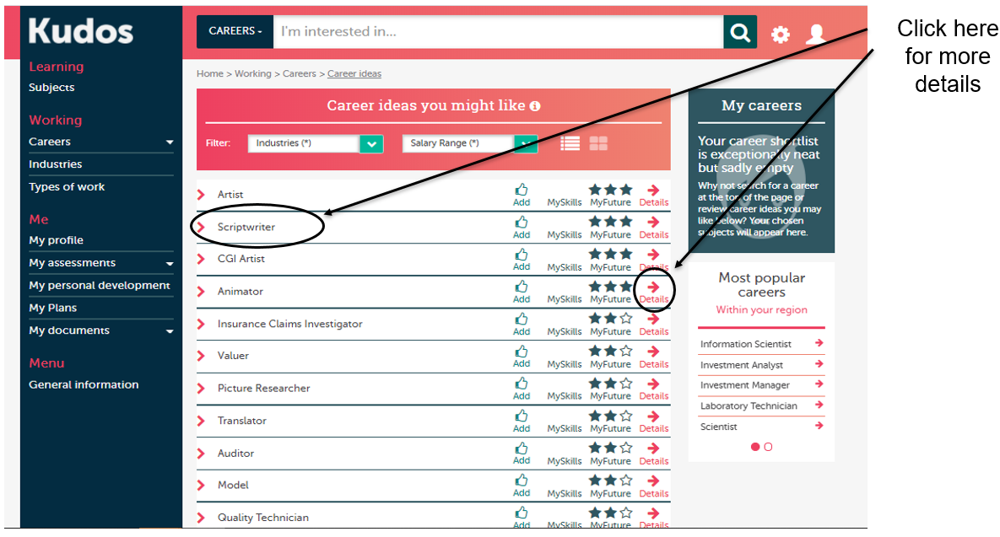 Kudos
CAREERS
I'm interested in...
Click here
for more
details
Learning
Subjects
Working
Careers
Industries
Types of work
Me
My profile
My assessments
My personal development
My Plans
My documents
Menu
General information
Home > Working > Careers > Career ideas
Career ideas you might like
Filter: Industries (*) Salary Range (*)
Artist Add MySkills MyFuture Details
Scriptwriter Add MySkills MyFuture Details
CGI Artist Add MySkills MyFuture Details
Animator Add MySkills MyFuture Details
Insurance Claims Investigator Add MySkills MyFuture Details
Valuer Add MySkills MyFuture Details
Picture Researcher Add MySkills MyFuture Details
Translator Add MySkills MyFuture Details
Auditor Add MySkills MyFuture Details
Model Add MySkills MyFuture Details
Quality Technician Add MySkills MyFuture Details
My careers
Your career shortlist
is exceptionally neat
but sadly empty
Why not search for a career
at the top of the page or
review career ideas you may
like below? Your chosen
subjects will appear here.
Most popular
careers
Within your region
Information Scientist
Investment Analyst
Investment Manager
Laboratory Technician
Scientist